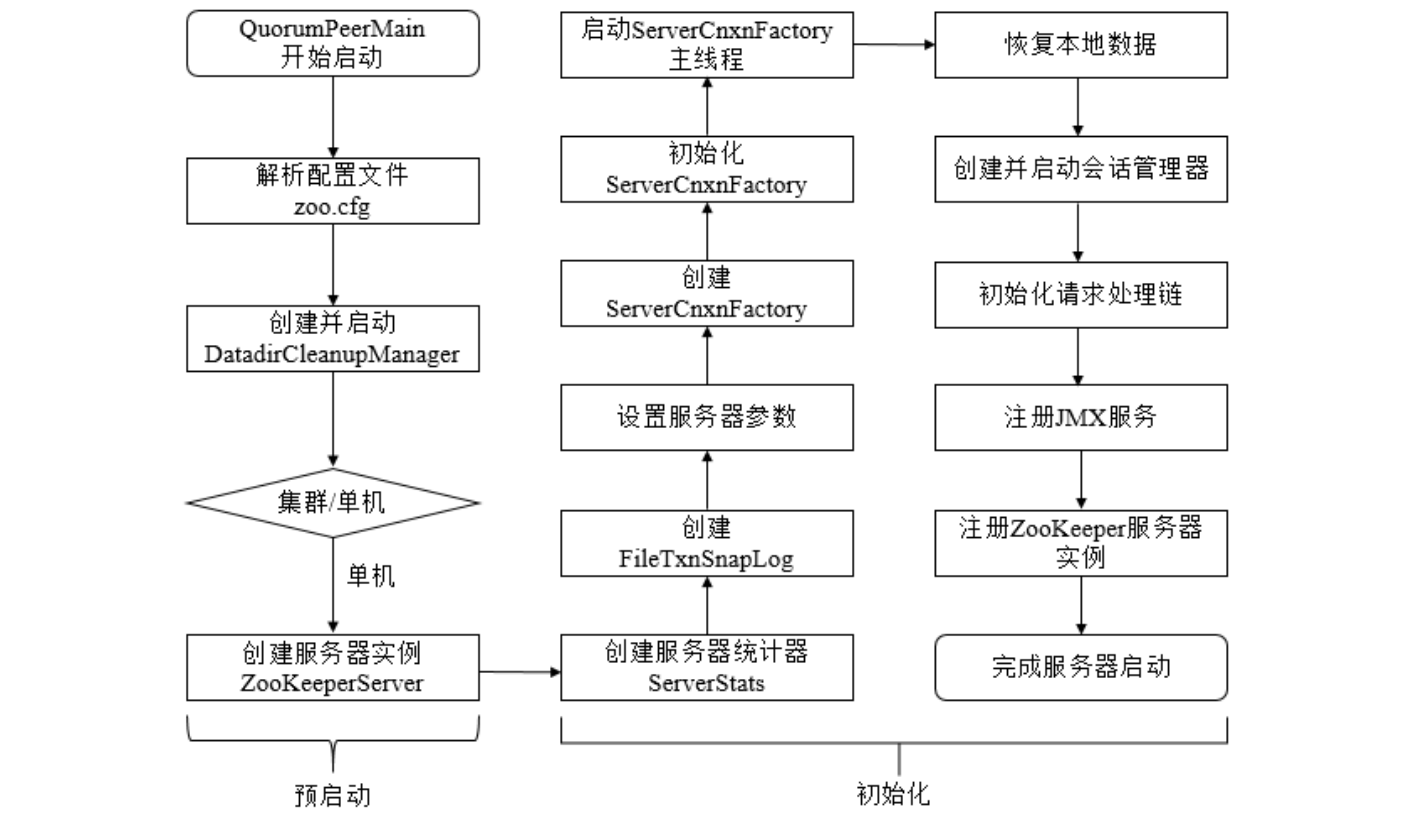 QuorumPeerMain
开始启动
解析配置文件
zoo.cfg
创建并启动
DatadirCleanupManager
集群/单机
单机
创建服务器实例
ZooKeeperServer
预启动
启动ServerCnxnFactory
主线程
初始化
ServerCnxnFactory
创建
ServerCnxnFactory
设置服务器参数
创建
FileTxnSnapLog
创建服务器统计器
ServerStats
恢复本地数据
创建并启动会话管理器
初始化请求处理链
注册JMX服务
注册ZooKeeper服务器
实例
完成服务器启动
初始化